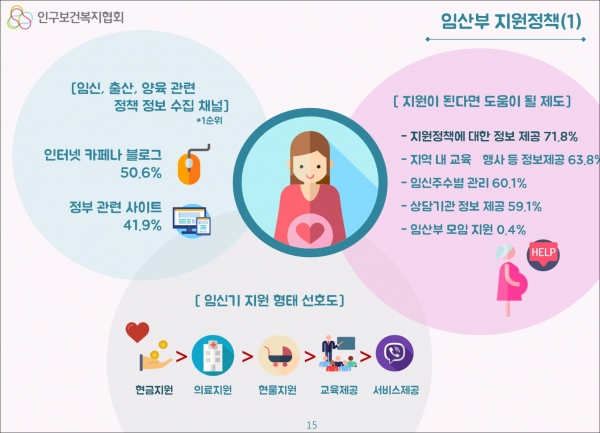 인구보건복지협회
임산부 지원정책(1)
[임신, 출산, 양육 관련
정책 정보 수집 채널]
*1순위
인터넷 카페나 블로그
50.6%
정부 관련 사이트
41.9%
[ 지원이 된다면 도움이 될 제도]
- 지원정책에 대한 정보 제공 71.8%
- 지역 내 교육 행사 등 정보제공 63.8%
- 임신주수별 관리 60.1%
- 상담기관 정보 제공 59.1%
- 임산부 모임 지원 0.4%
HELP
[ 임신기 지원 형태 선호도]
현금지원 > 의료지원 > 현물지원 > 교육제공 > 서비스제공
15